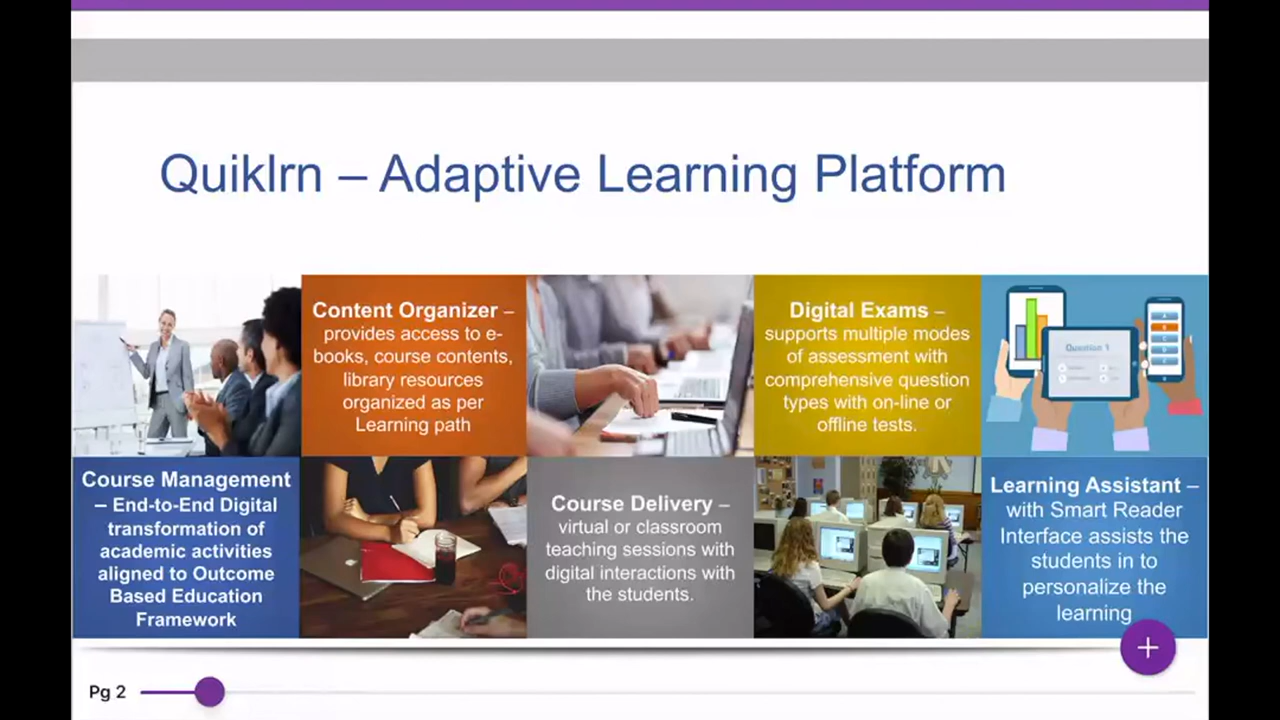 Quiklrn – Adaptive Learning Platform
Content Organizer –
provides access to e-
books, course contents,
library resources
organized as per
Learning path
Digital Exams –
supports multiple modes
of assessment with
comprehensive question
types with on-line or
offline tests.
Question 1
Course Management
– End-to-End Digital
transformation of
academic activities
aligned to Outcome
Based Education
Framework
Course Delivery –
virtual or classroom
teaching sessions with
digital interactions with
the students.
Learning Assistant –
with Smart Reader
Interface assists the
students in to
personalize the
learning
Pg 2